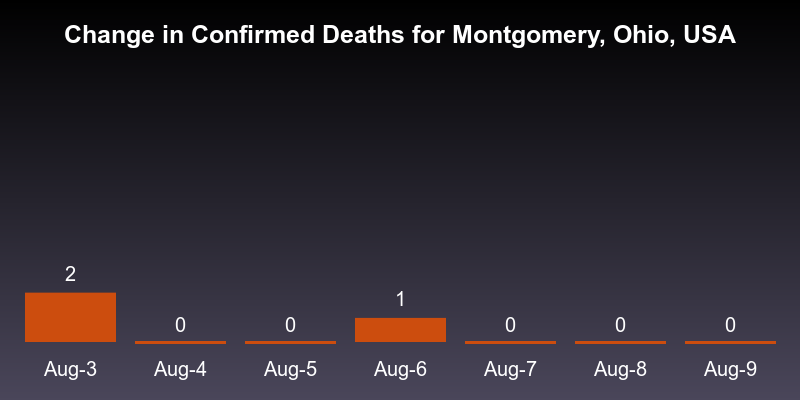 Change in Confirmed Deaths for Montgomery, Ohio, USA
2
0
0
1
0
0
0
Aug-3
Aug-4
Aug-5
Aug-6
Aug-7
Aug-8
Aug-9